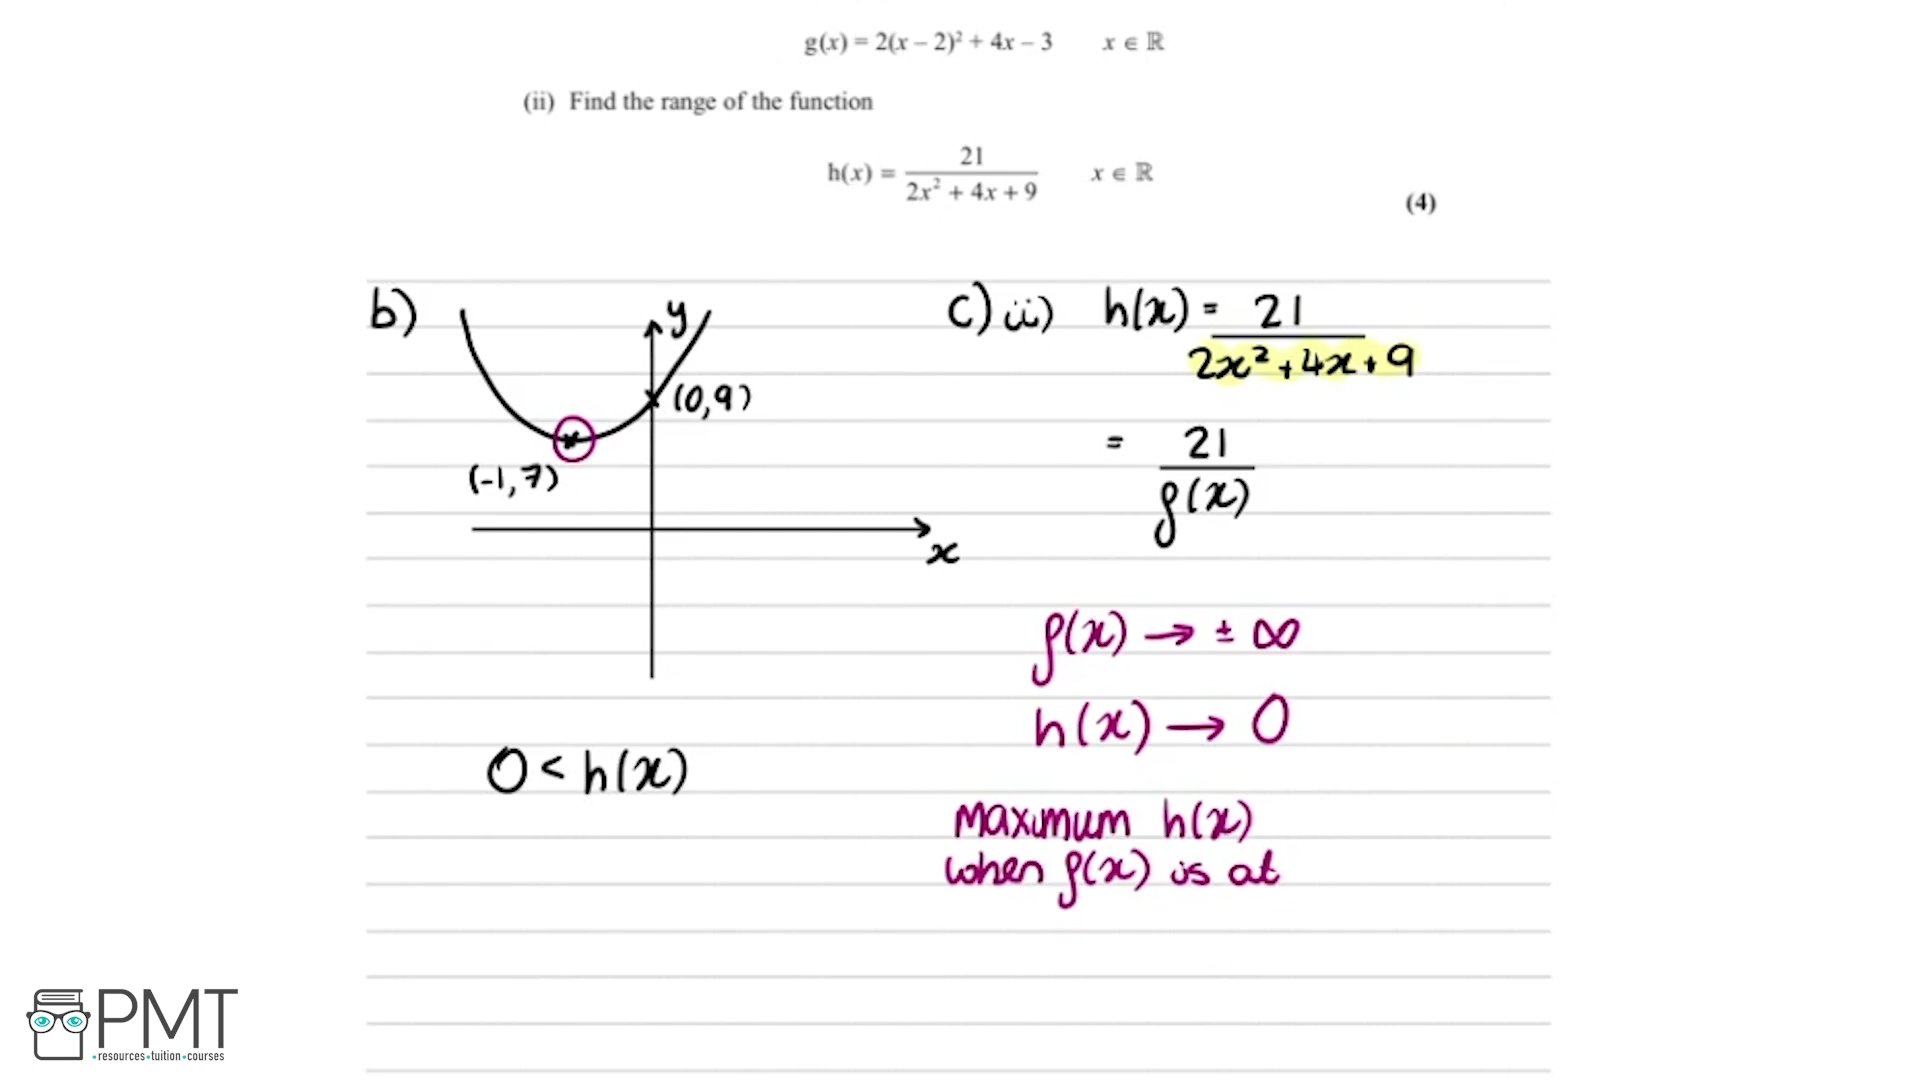 g(x) = 2(x – 2)² + 4x – 3 x ∈ ℝ
(ii) Find the range of the function
h(x) = 21 / (2x² + 4x + 9) x ∈ ℝ
(4)
b)
y
(0,9)
(-1,7)
x
0 < h(x)
c) ii) h(x) = 21 / (2x² + 4x + 9)
= 21 / f(x)
f(x) → ± ∞
h(x) → 0
Maximum h(x)
when f(x) is at
PMT
•resources•tuition•courses